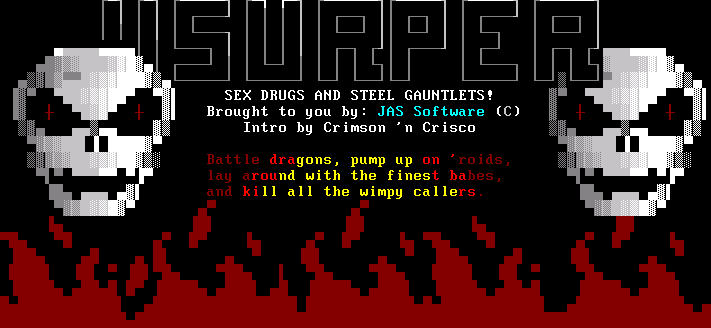 USURPER
SEX DRUGS AND STEEL GAUNTLETS!
Brought to you by: JAS Software (C)
Intro by Crimson 'n Crisco
Battle dragons, pump up on 'roids,
lay around with the finest babes,
and kill all the wimpy callers.